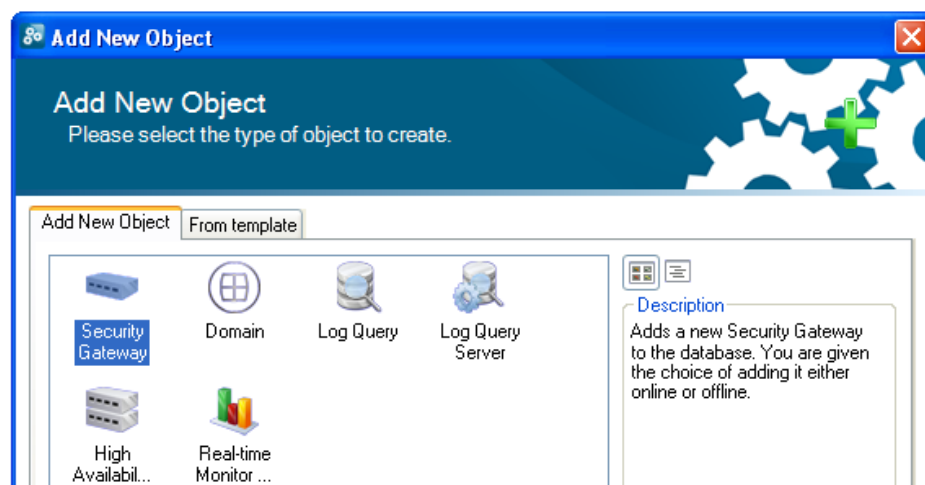 Add New Object
Add New Object
Please select the type of object to create.
Add New Object
From template
Security
Gateway
Domain
Log Query
Log Query
Server
High
Availabil...
Real-time
Monitor ...
Description
Adds a new Security Gateway
to the database. You are given
the choice of adding it either
online or offline.